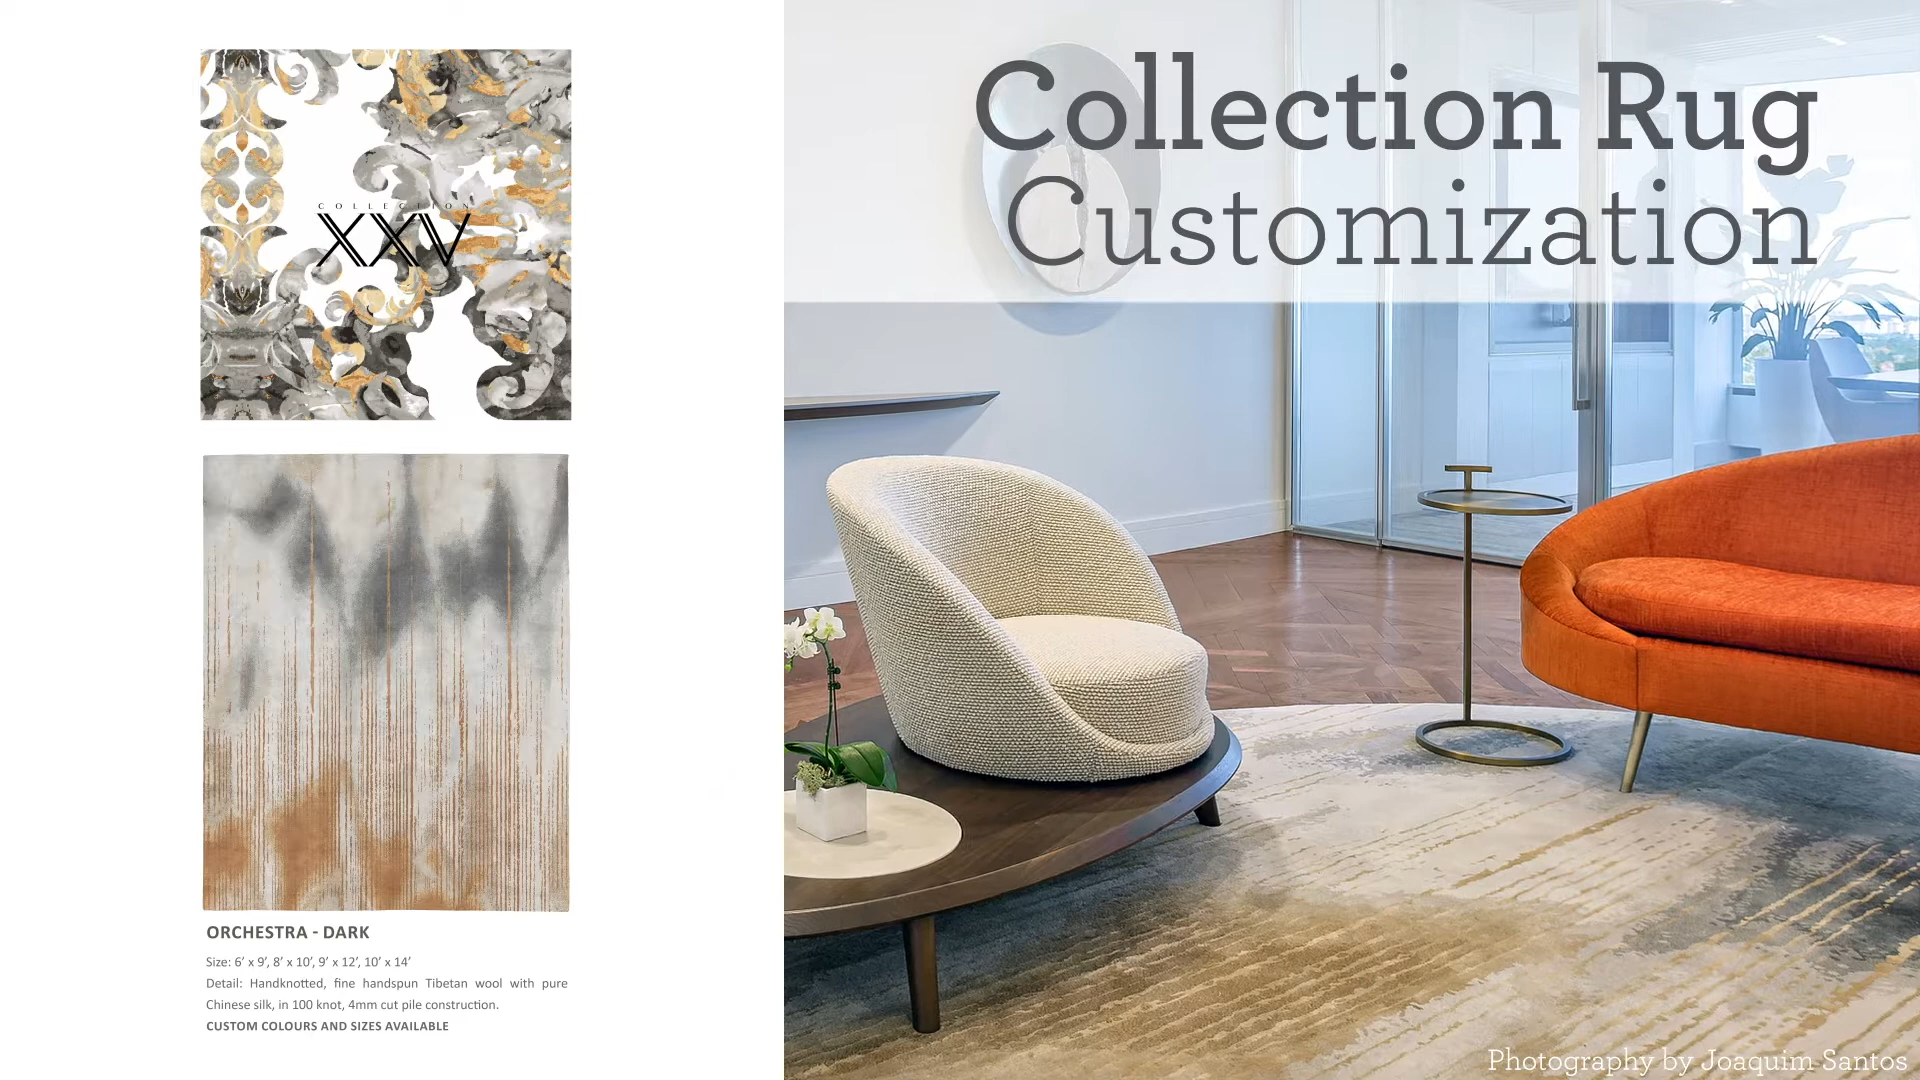 COLLECTION
XXV
ORCHESTRA - DARK
Size: 6’ x 9’, 8’ x 10’, 9’ x 12’, 10’ x 14’
Detail: Handknotted, fine handspun Tibetan wool with pure
Chinese silk, in 100 knot, 4mm cut pile construction.
CUSTOM COLOURS AND SIZES AVAILABLE
Collection Rug
Customization
Photography by Joaquim Santos